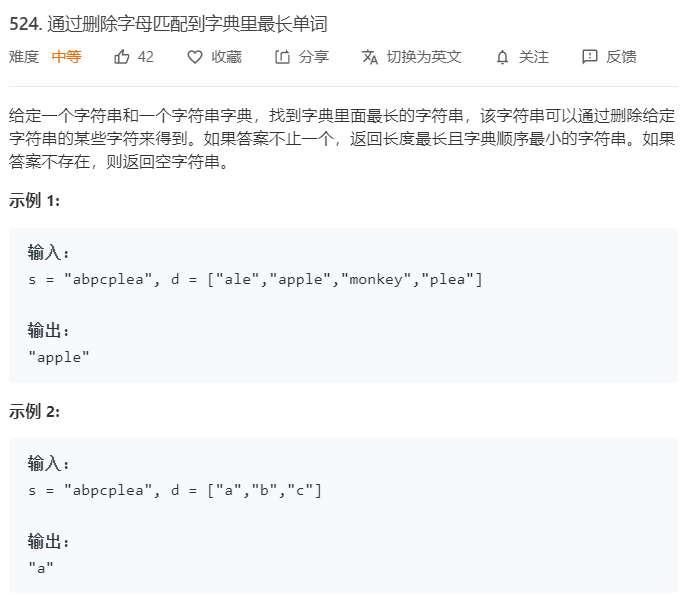 524. 通过删除字母匹配到字典里最长单词
难度 中等 42 收藏 分享 切换为英文 关注 反馈
给定一个字符串和一个字符串字典，找到字典里面最长的字符串，该字符串可以通过删除给定
字符串的某些字符来得到。如果答案不止一个，返回长度最长且字典顺序最小的字符串。如果
答案不存在，则返回空字符串。
示例 1:
输入:
s = "abpcplea", d = ["ale","apple","monkey","plea"]
输出:
"apple"
示例 2:
输入:
s = "abpcplea", d = ["a","b","c"]
输出:
"a"